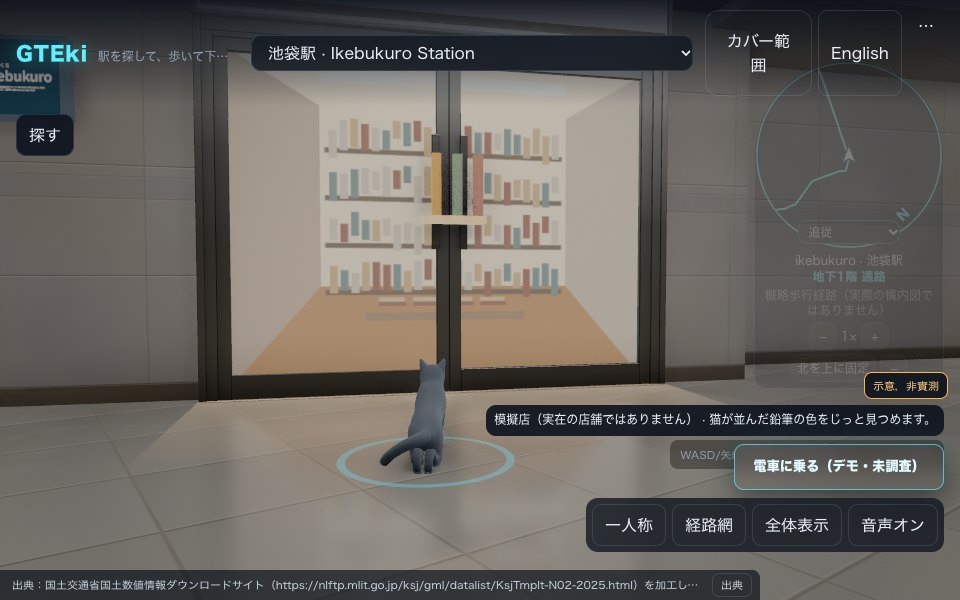 GTEki
駅を探して、歩いて下…
池袋駅 · Ikebukuro Station
カバー範
囲
English
…
ebukuro
探す
N
追従
ikebukuro · 池袋駅
地下1階 通路
概略歩行経路（実際の構内図で
はありません）
− 1× +
北を上に固定
示意，非實測
模擬店（実在の店舗ではありません） · 猫が並んだ鉛筆の色をじっと見つめます。
WASD/矢
電車に乗る（デモ・未調査）
一人称
経路網
全体表示
音声オン
出典：国土交通省国土数値情報ダウンロードサイト（https://nlftp.mlit.go.jp/ksj/gml/datalist/KsjTmplt-N02-2025.html）を加工し…
出典